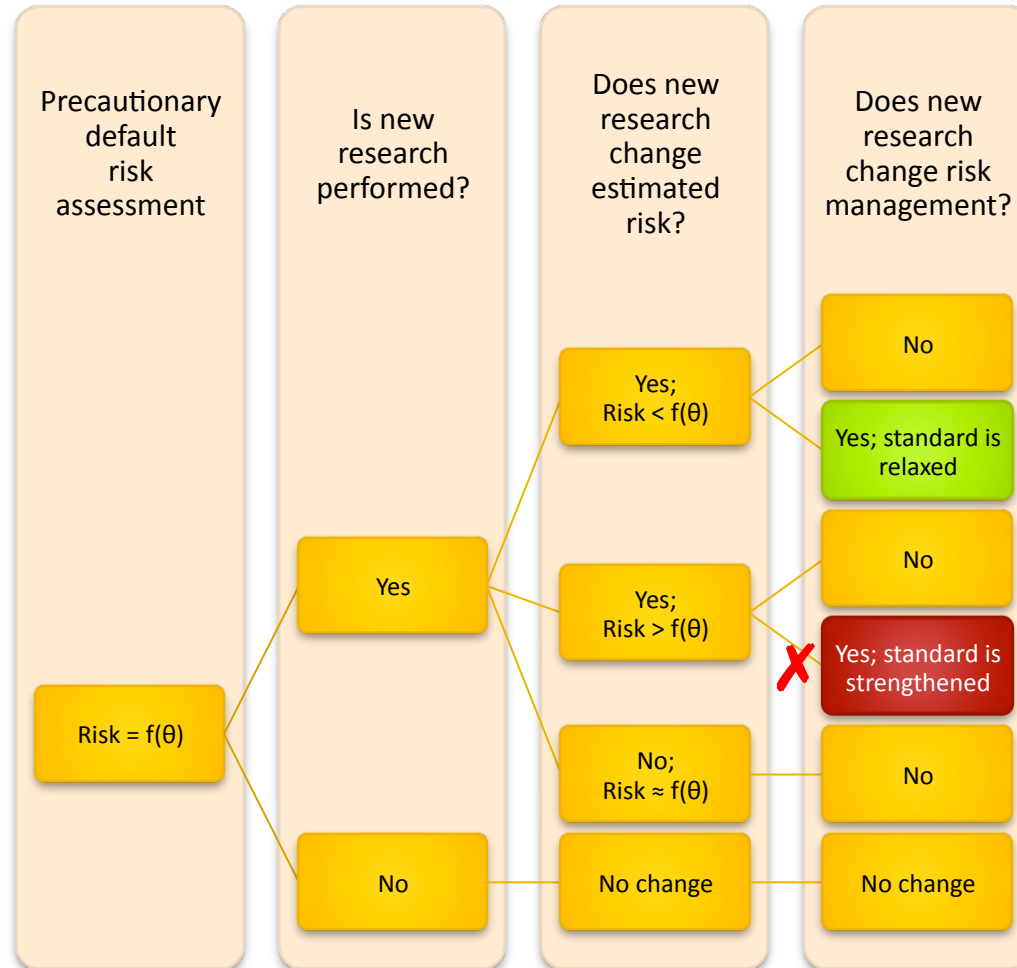 Precautionary
default
risk
assessment
Is new
research
performed?
Does new
research
change
estimated
risk?
Does new
research
change risk
management?
Risk = f(θ)
Yes
No
Yes;
Risk < f(θ)
Yes;
Risk > f(θ)
No;
Risk ≈ f(θ)
No change
No
Yes; standard is
relaxed
No
Yes; standard is
strengthened
No
No change